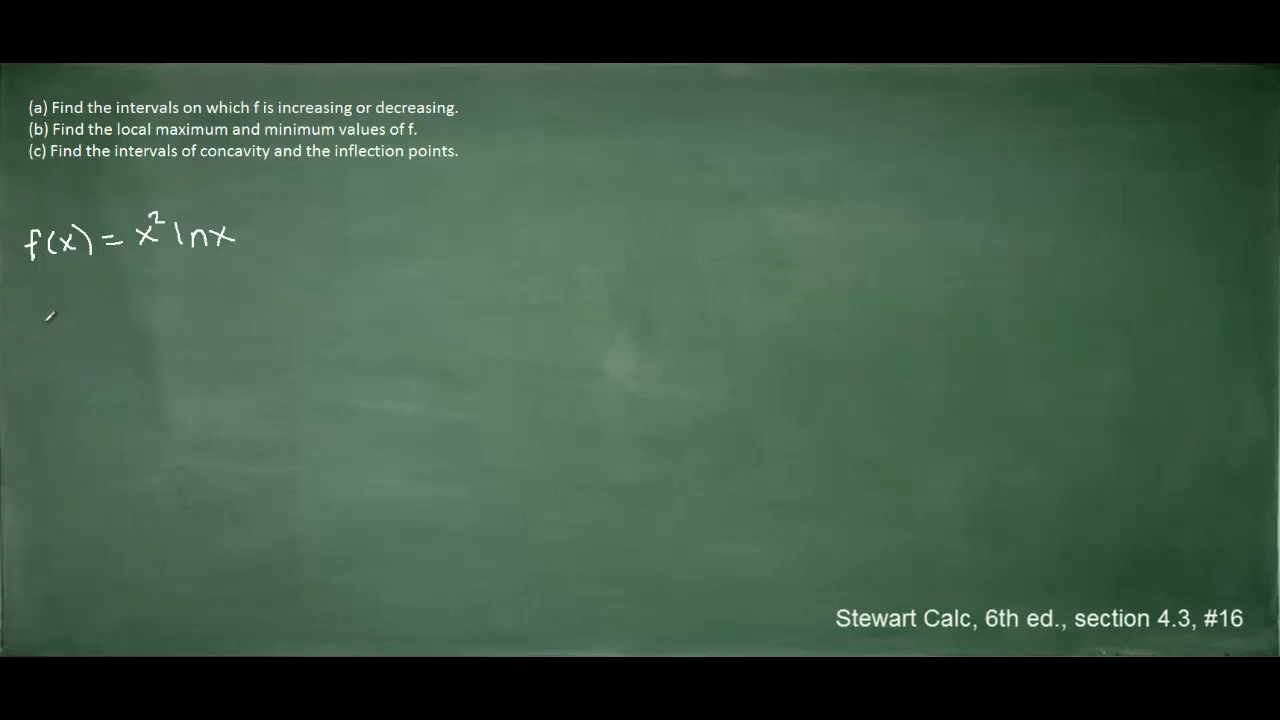 (a) Find the intervals on which f is increasing or decreasing.
(b) Find the local maximum and minimum values of f.
(c) Find the intervals of concavity and the inflection points.
f(x) = x² ln x
Stewart Calc, 6th ed., section 4.3, #16